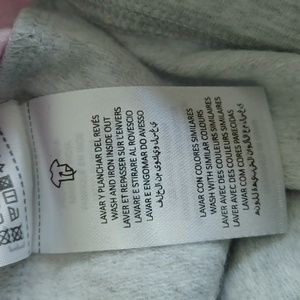 LAVAR Y PLANCHAR DEL REVÉS
WASH AND IRON INSIDE OUT
LAVER ET REPASSER SUR L'ENVERS
LAVARE E STIRARE AL ROVESCIO
LAVAR E ENGOMAR DO AVESSO
LAVAR CON COLORES SIMILARES
WASH WITH SIMILAR COLOURS
LAVER AVEC DES COULEURS SIMILAIRES
LAVARE CON COLORI SIMILI
LAVAR COM CORES PARECIDAS